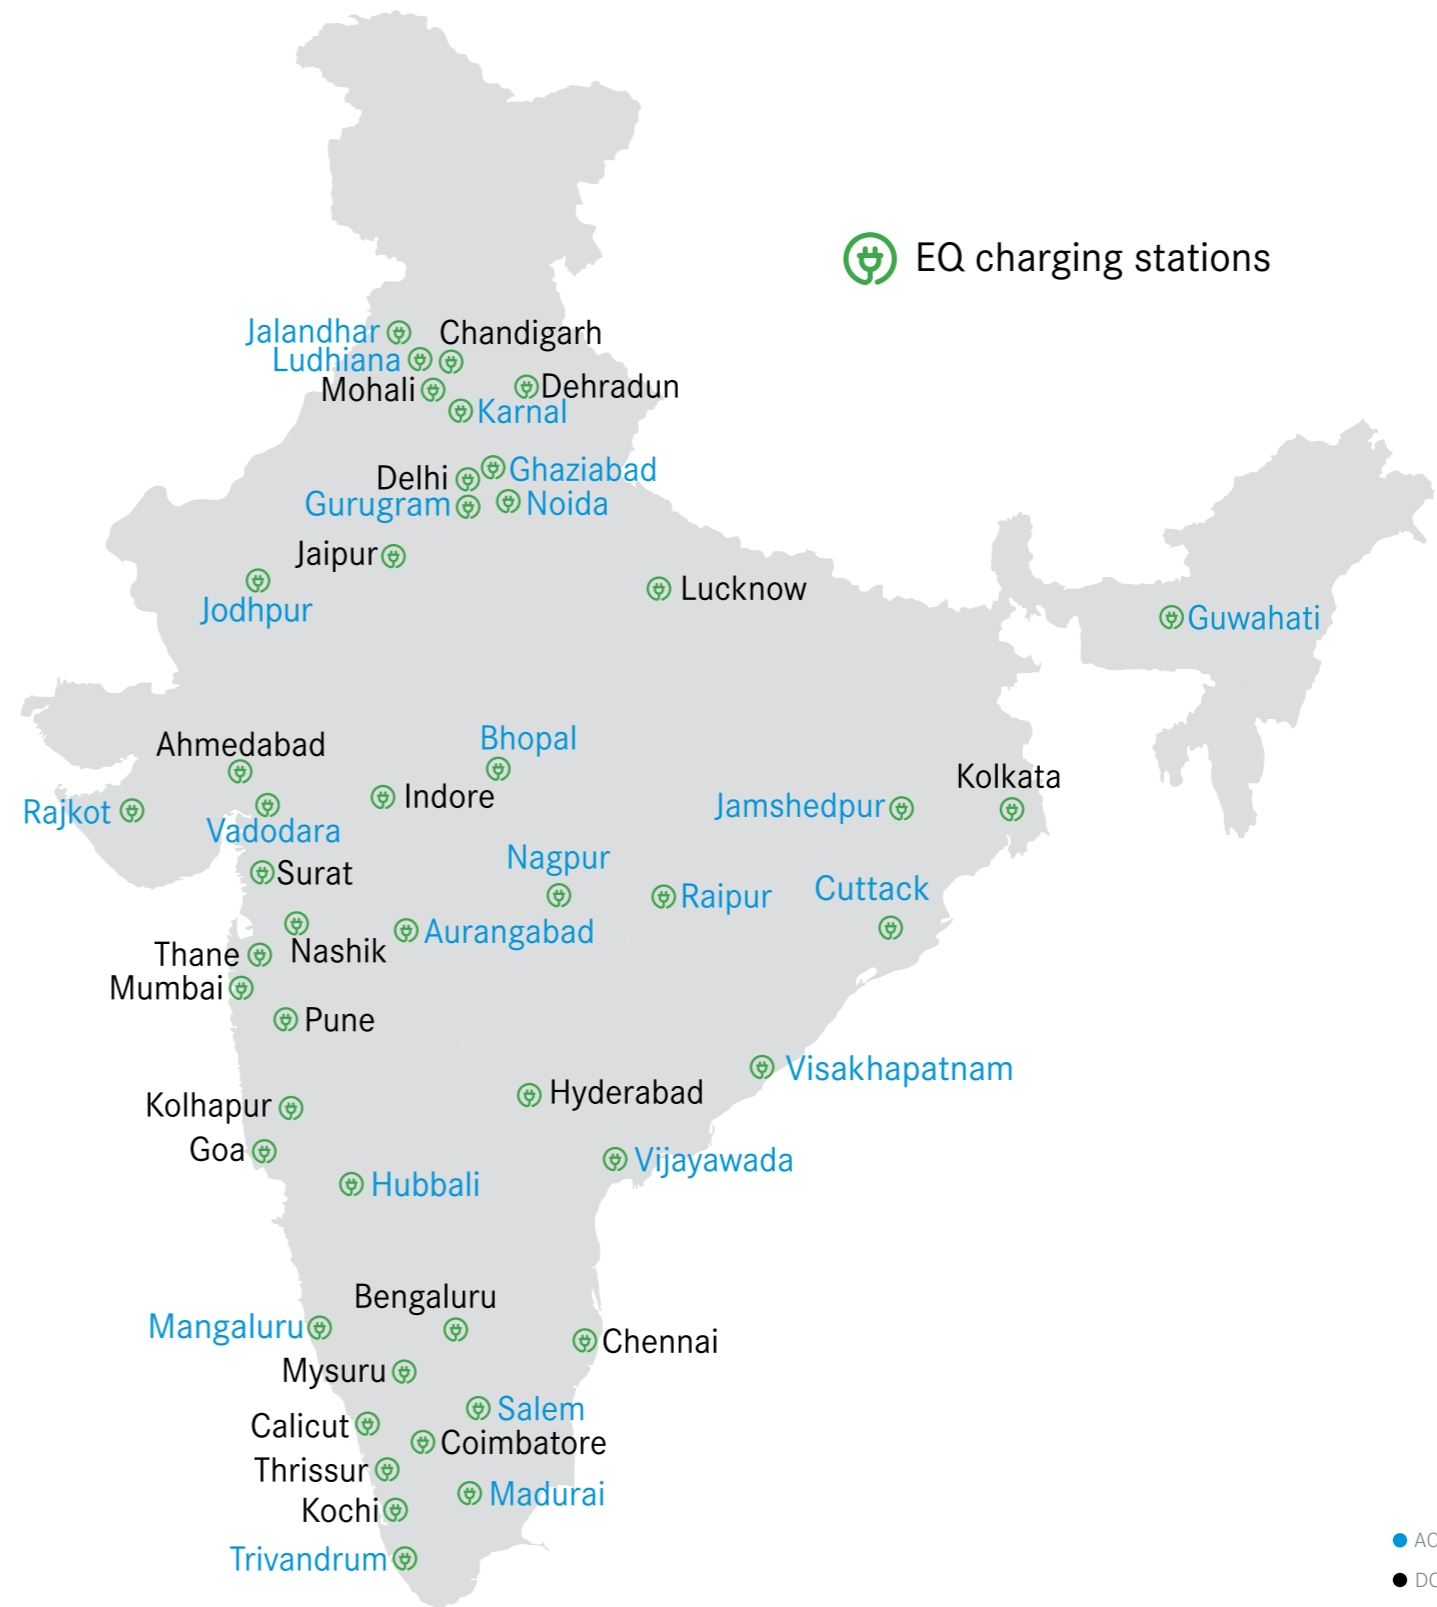 EQ charging stations
Jalandhar
Chandigarh
Ludhiana
Mohali
Dehradun
Karnal
Delhi
Ghaziabad
Gurugram
Noida
Jaipur
Jodhpur
Lucknow
Guwahati
Ahmedabad
Bhopal
Rajkot
Indore
Vadodara
Jamshedpur
Kolkata
Surat
Nagpur
Raipur
Cuttack
Nashik
Aurangabad
Thane
Mumbai
Pune
Visakhapatnam
Kolhapur
Hyderabad
Goa
Hubbali
Vijayawada
Bengaluru
Mangaluru
Chennai
Mysuru
Salem
Calicut
Coimbatore
Thrissur
Madurai
Kochi
Trivandrum
AC
DC